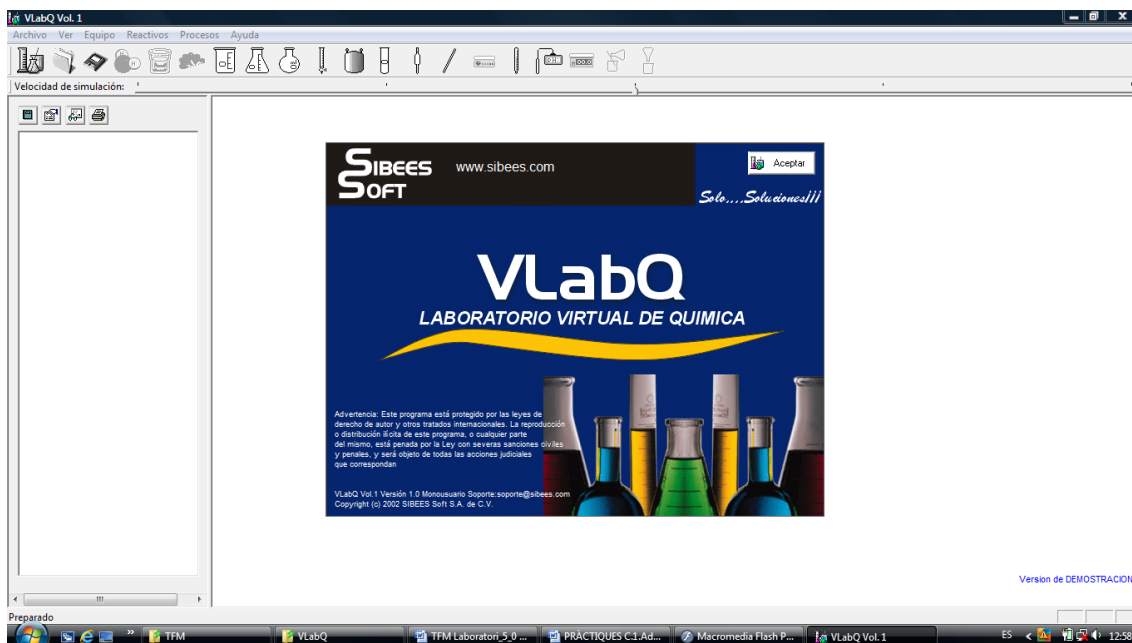 VLabQ Vol. 1
Archivo Ver Equipo Reactivos Procesos Ayuda
Velocidad de simulación:
SIBEES SOFT
www.sibees.com
Aceptar
Solo....Soluciones///
VLabQ
LABORATORIO VIRTUAL DE QUIMICA
Advertencia: Este programa está protegido por las leyes de
derecho de autor y otros tratados internacionales. La reproducción
o distribución ilícita de este programa, o cualquier parte
del mismo, está penada por la Ley con severas sanciones civiles
y penales, y será objeto de todas las acciones judiciales
que correspondan
VLabQ Vol.1 Versión 1.0 Monousuario Soporte:soporte@sibees.com
Copyright (c) 2002 SIBEES Soft S.A. de C.V.
Version de DEMOSTRACION
Preparado
TFM
VLabQ
TFM Laboratori_5_0 ...
PRÀCTIQUES C.1.Ad...
Macromedia Flash P...
VLabQ Vol. 1
ES
12:58